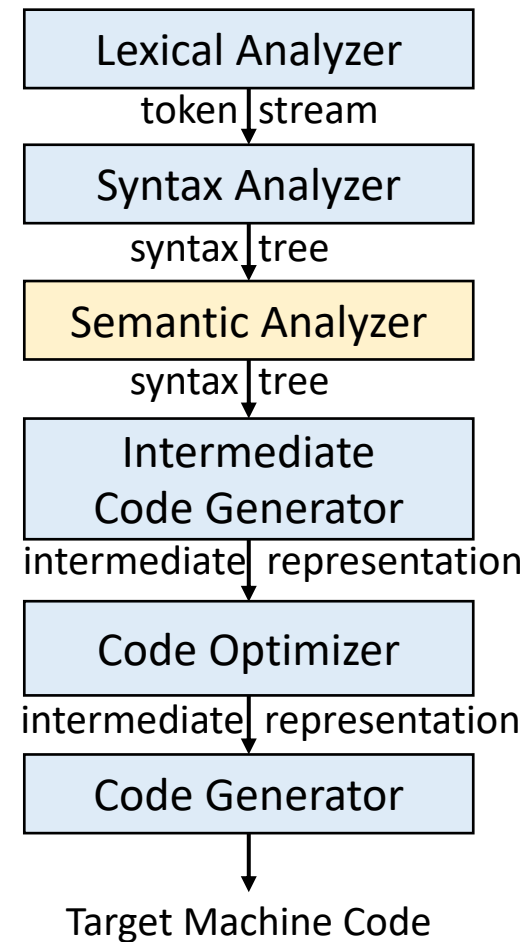 Lexical Analyzer
token stream
Syntax Analyzer
syntax tree
Semantic Analyzer
syntax tree
Intermediate
Code Generator
intermediate representation
Code Optimizer
intermediate representation
Code Generator
Target Machine Code